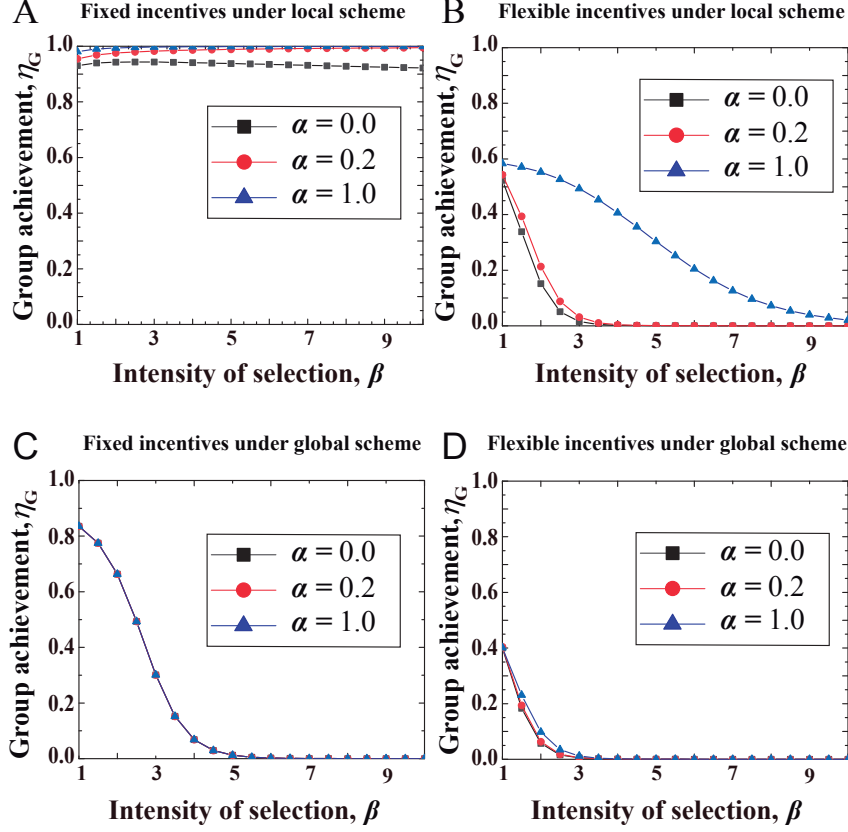 A
Fixed incentives under local scheme
Group achievement, ηG
1.0
0.8
0.6
0.4
0.2
0.0
α = 0.0
α = 0.2
α = 1.0
1 3 5 7 9
Intensity of selection, β
B
Flexible incentives under local scheme
Group achievement, ηG
1.0
0.8
0.6
0.4
0.2
0.0
α = 0.0
α = 0.2
α = 1.0
1 3 5 7 9
Intensity of selection, β
C
Fixed incentives under global scheme
Group achievement, ηG
1.0
0.8
0.6
0.4
0.2
0.0
α = 0.0
α = 0.2
α = 1.0
1 3 5 7 9
Intensity of selection, β
D
Flexible incentives under global scheme
Group achievement, ηG
1.0
0.8
0.6
0.4
0.2
0.0
α = 0.0
α = 0.2
α = 1.0
1 3 5 7 9
Intensity of selection, β